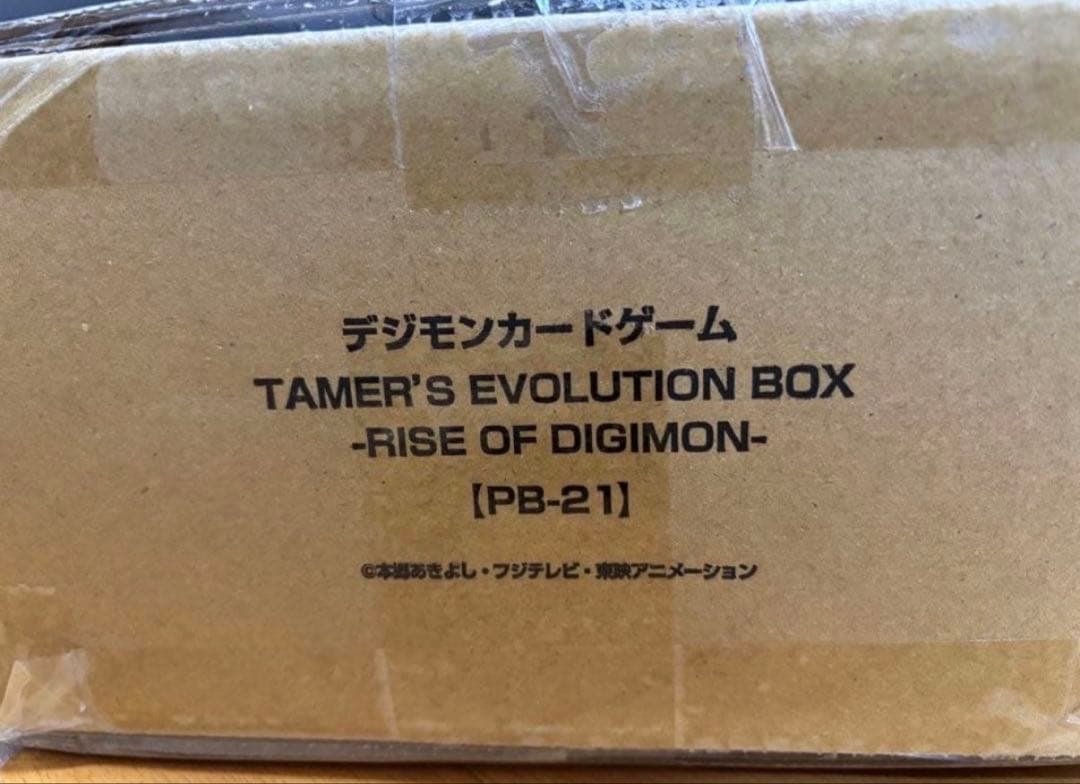 デジモンカードゲーム
TAMER'S EVOLUTION BOX
-RISE OF DIGIMON-
【PB-21】
©本郷あきよし・フジテレビ・東映アニメーション